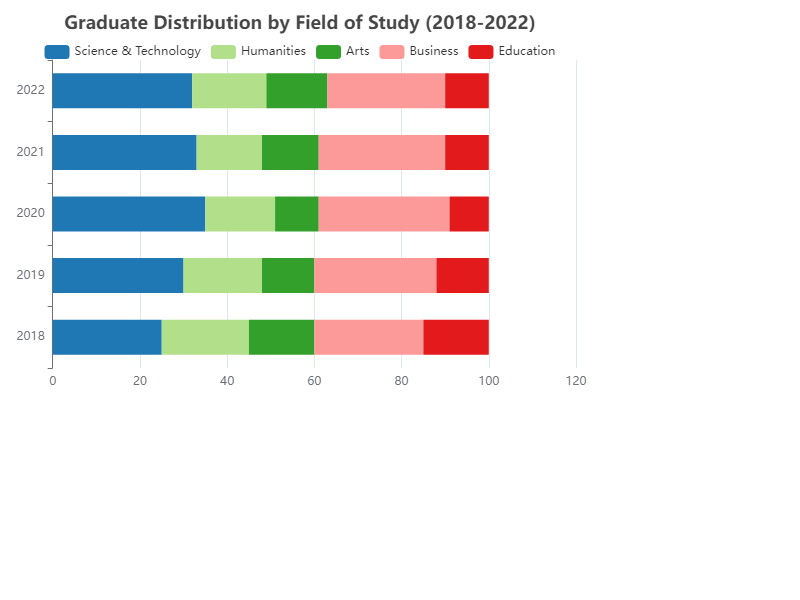 Graduate Distribution by Field of Study (2018-2022)
Science & Technology Humanities Arts Business Education
2022
2021
2020
2019
2018
0 20 40 60 80 100 120